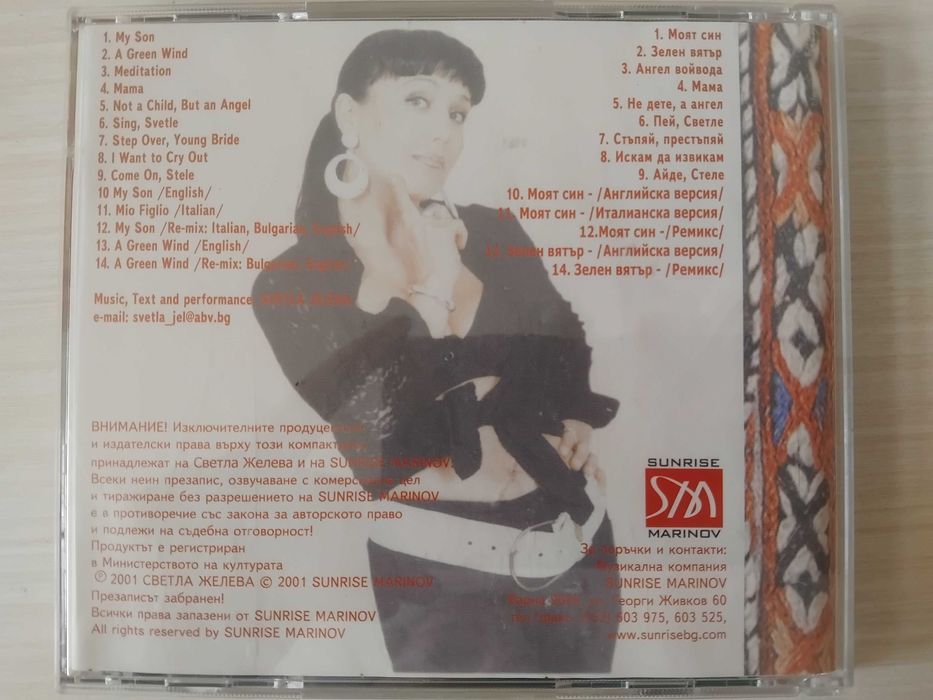 1. My Son
2. A Green Wind
3. Meditation
4. Mama
5. Not a Child, But an Angel
6. Sing, Svetle
7. Step Over, Young Bride
8. I Want to Cry Out
9. Come On, Stele
10 My Son /English/
11. Mio Figlio /Italian/
12. My Son /Re-mix: Italian, Bulgarian, English/
13. A Green Wind /English/
14. A Green Wind /Re-mix: Bulgarian, English/
Music, Text and performance
e-mail: svetla_jel@abv.bg
1. Моят син
2. Зелен вятър
3. Ангел войвода
4. Мама
5. Не дете, а ангел
6. Пей, Светле
7. Стъпяй, престъпяй
8. Искам да извикам
9. Айде, Стеле
10. Моят син - /Английска версия/
11. Моят син - /Италианска версия/
12.Моят син -/Ремикс/
13. Зелен вятър - /Английска версия/
14. Зелен вятър - /Ремикс/
ВНИМАНИЕ! Изключителните продуцентски
и издателски права върху този компактдиск
принадлежат на Светла Желева и на SUNRISE MARINOV!
Всеки неин презапис, озвучаване с комерсиална цел
и тиражиране без разрешението на SUNRISE MARINOV
е в противоречие със закона за авторското право
и подлежи на съдебна отговорност!
Продуктът е регистриран
в Министерството на културата
℗ 2001 СВЕТЛА ЖЕЛЕВА © 2001 SUNRISE MARINOV
Презаписът забранен!
Всички права запазени от SUNRISE MARINOV
All rights reserved by SUNRISE MARINOV
SUNRISE
SM
MARINOV
За поръчки и контакти:
Музикална компания
SUNRISE MARINOV
Варна ул. Георги Живков 60
603 975, 603 525,
www.sunrisebg.com